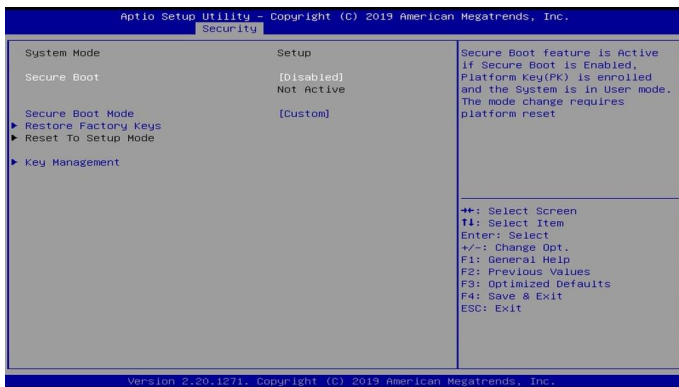 Aptio Setup Utility – Copyright (C) 2019 American Megatrends, Inc.
Security
System Mode Setup
Secure Boot [Disabled]
Not Active
Secure Boot Mode [Custom]
▶ Restore Factory Keys
▶ Reset To Setup Mode
▶ Key Management
Secure Boot feature is Active
if Secure Boot is Enabled,
Platform Key(PK) is enrolled
and the System is in User mode.
The mode change requires
platform reset
→←: Select Screen
↑↓: Select Item
Enter: Select
+/-: Change Opt.
F1: General Help
F2: Previous Values
F3: Optimized Defaults
F4: Save & Exit
ESC: Exit
Version 2.20.1271. Copyright (C) 2019 American Megatrends, Inc.